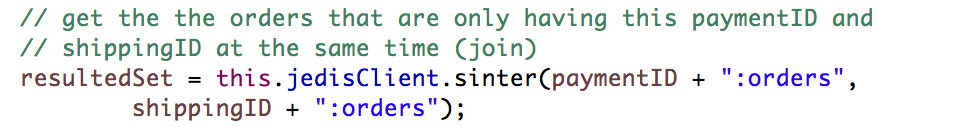 // get the the orders that are only having this paymentID and
// shippingID at the same time (join)
resultedSet = this.jedisClient.sinter(paymentID + ":orders",
shippingID + ":orders");